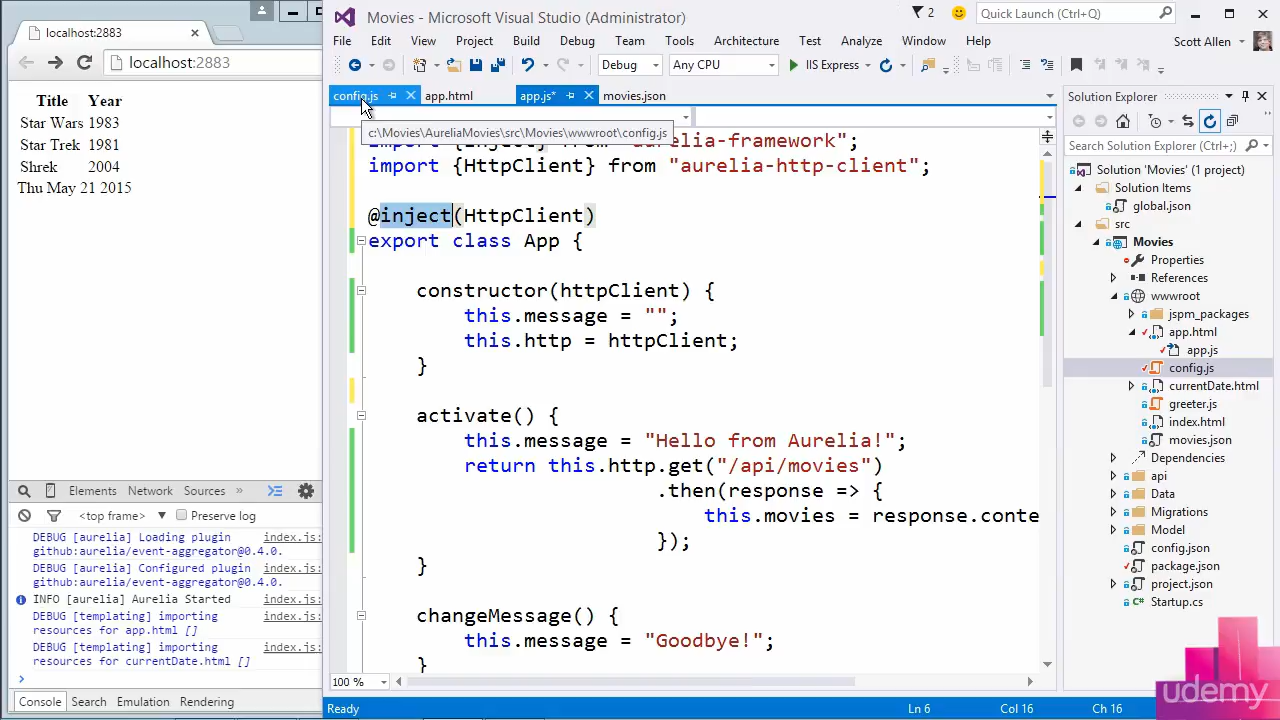 localhost:2883
localhost:2883
Title Year
Star Wars 1983
Star Trek 1981
Shrek 2004
Thu May 21 2015
Elements Network Sources »
<top frame> Preserve log
DEBUG [aurelia] Loading plugin index.js:
github:aurelia/event-aggregator@0.4.0.
DEBUG [aurelia] Configured plugin index.js:
github:aurelia/event-aggregator@0.4.0.
INFO [aurelia] Aurelia Started index.js:
DEBUG [templating] importing index.js:
resources for app.html []
DEBUG [templating] importing index.js:
resources for currentDate.html []
>
Console Search Emulation Rendering
Movies - Microsoft Visual Studio (Administrator)
2
Quick Launch (Ctrl+Q)
File Edit View Project Build Debug Team Tools Architecture Test Analyze Window Help
Scott Allen
Debug Any CPU IIS Express
config.js app.html app.js* movies.json
c:\Movies\AureliaMovies\src\Movies\wwwroot\config.js
import {inject} from "aurelia-framework";
import {HttpClient} from "aurelia-http-client";
@inject(HttpClient)
export class App {
constructor(httpClient) {
this.message = "";
this.http = httpClient;
}
activate() {
this.message = "Hello from Aurelia!";
return this.http.get("/api/movies")
.then(response => {
this.movies = response.conte
});
}
changeMessage() {
this.message = "Goodbye!";
}
100 %
Ready Ln 6 Col 16 Ch 16
Solution Explorer
Search Solution Explorer (Ctrl+;)
Solution 'Movies' (1 project)
Solution Items
global.json
src
Movies
Properties
References
wwwroot
jspm_packages
app.html
app.js
config.js
currentDate.html
greeter.js
index.html
movies.json
Dependencies
api
Data
Migrations
Model
config.json
package.json
project.json
Startup.cs
udemy